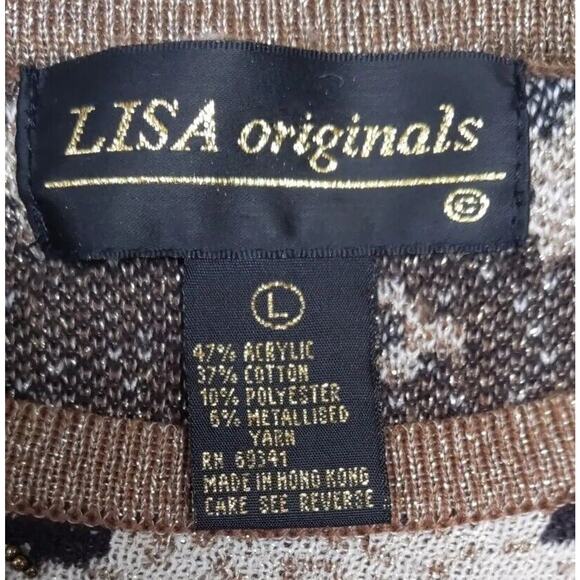 LISA originals
®
L
47% ACRYLIC
37% COTTON
10% POLYESTER
6% METALLISED
YARN
RN 69341
MADE IN HONG KONG
CARE SEE REVERSE